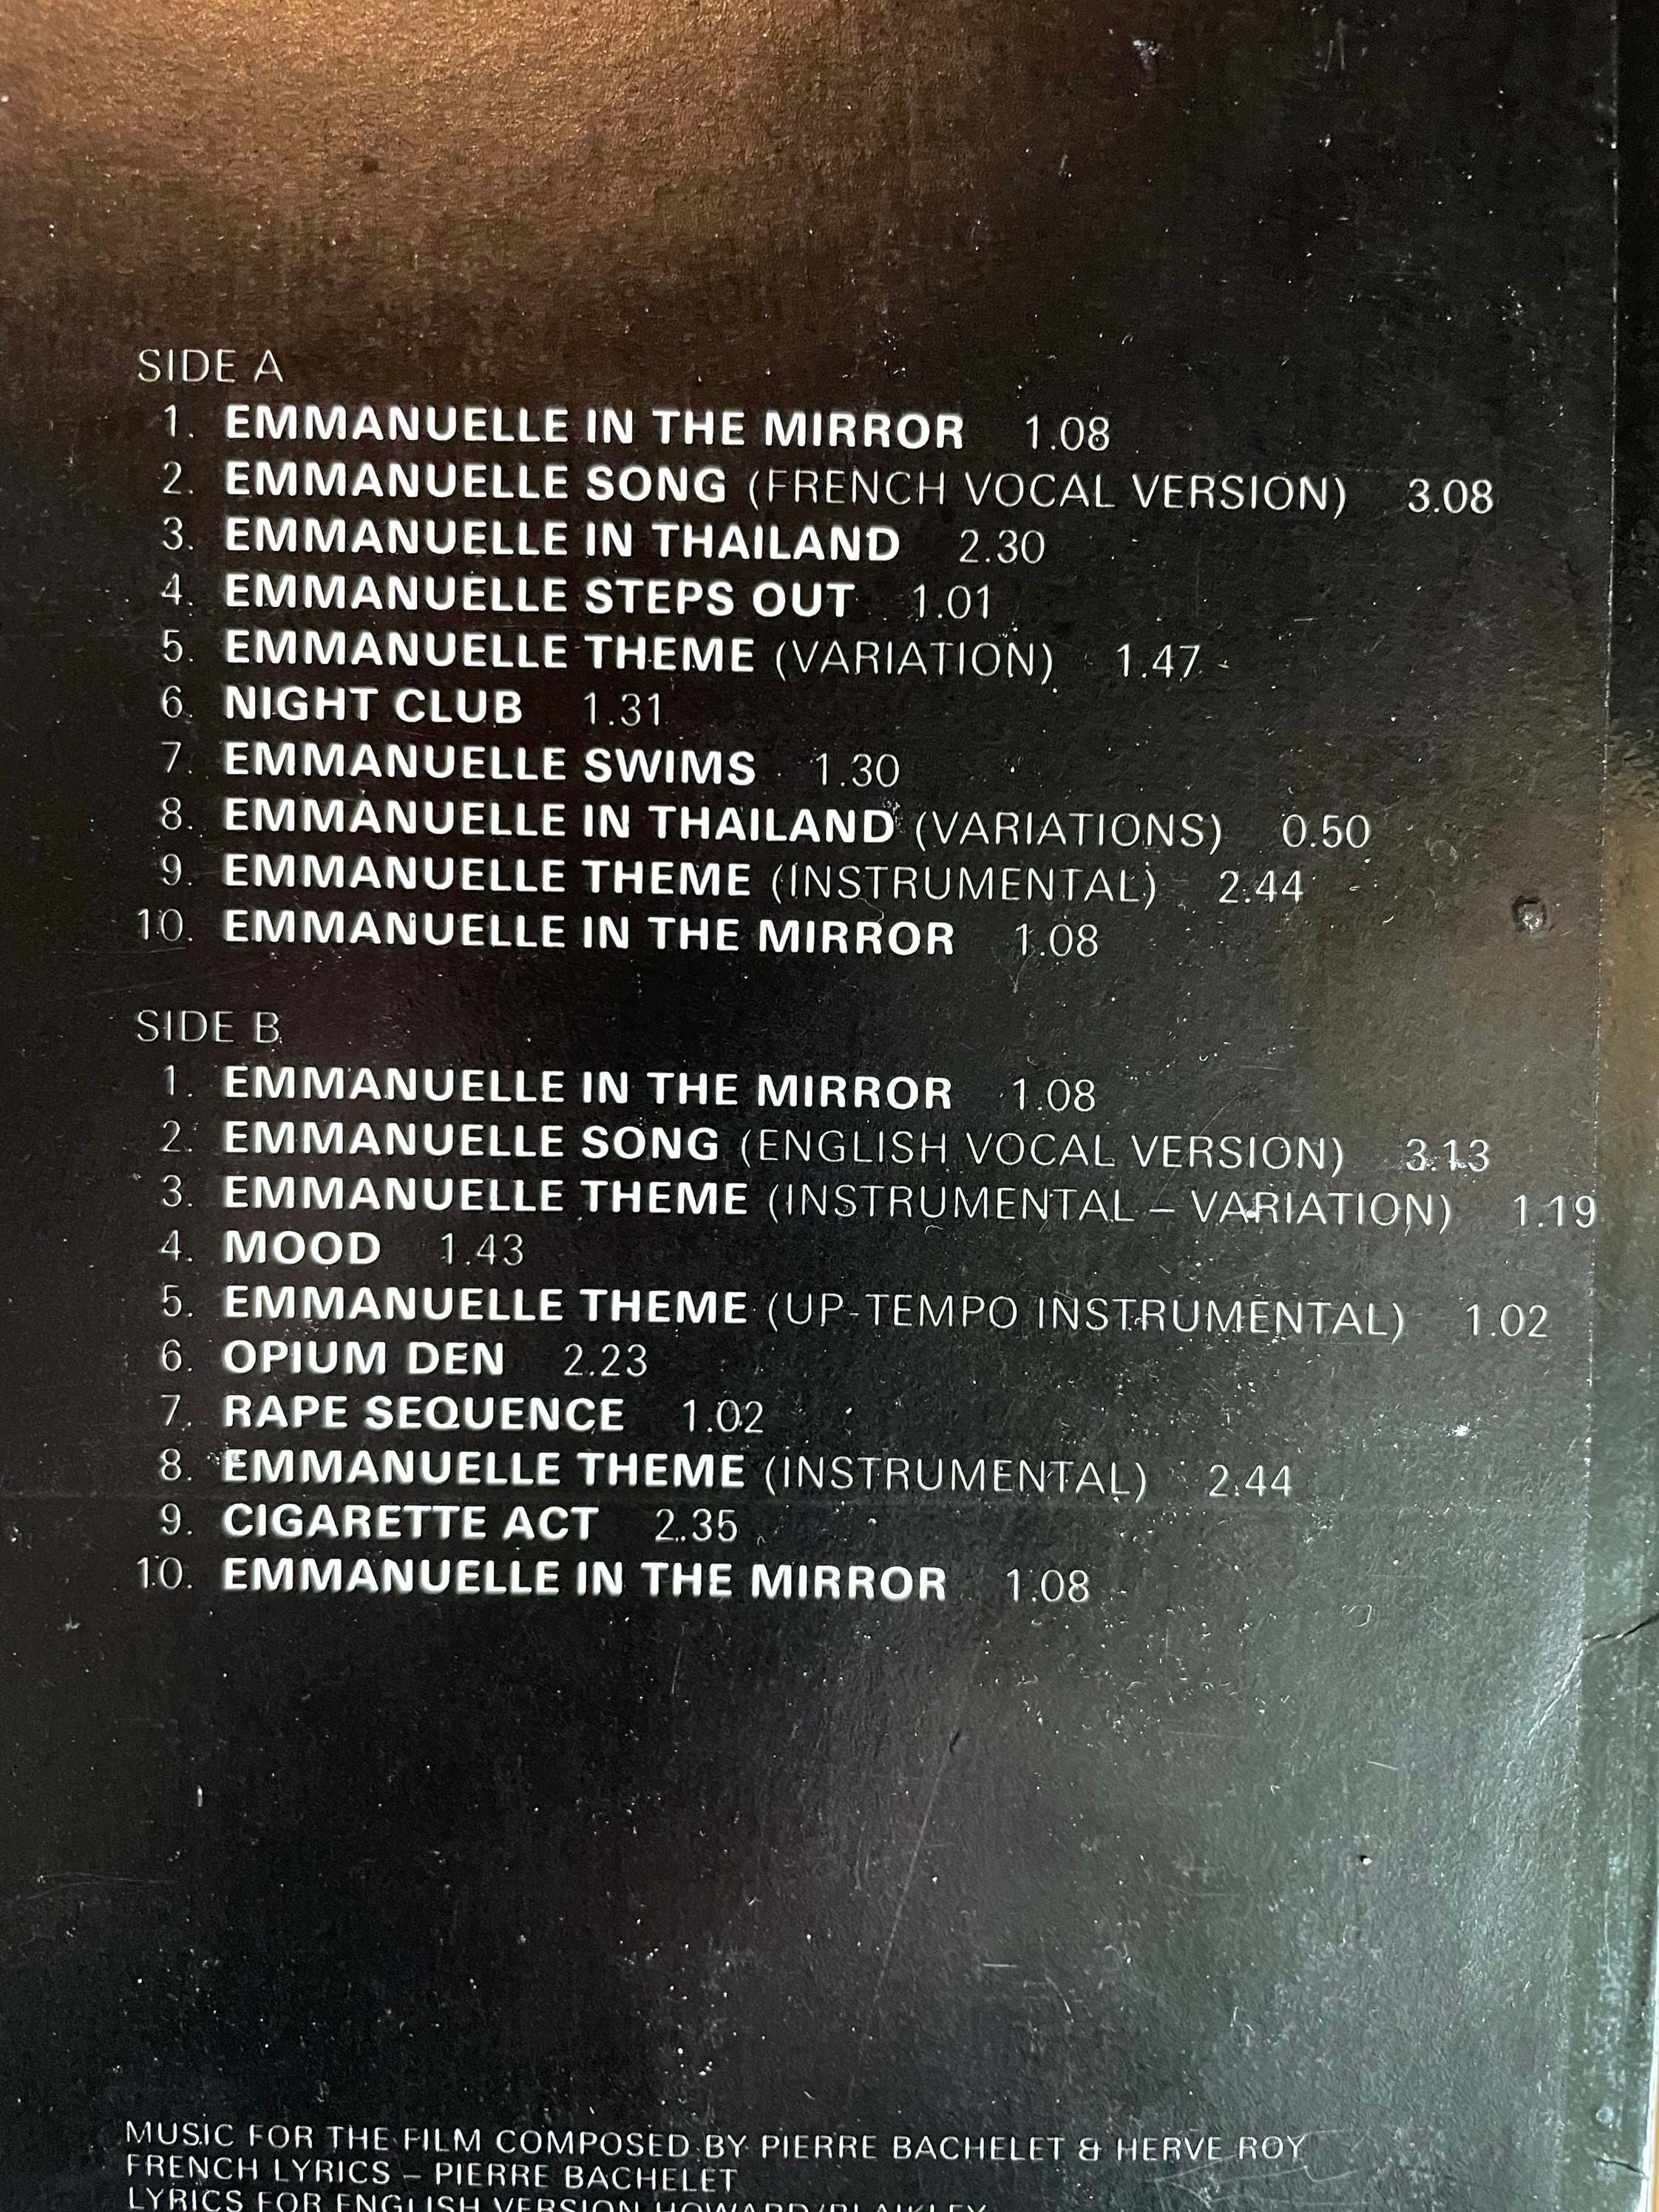 SIDE A
1. EMMANUELLE IN THE MIRROR 1.08
2. EMMANUELLE SONG (FRENCH VOCAL VERSION) 3.08
3. EMMANUELLE IN THAILAND 2.30
4. EMMANUELLE STEPS OUT 1.01
5. EMMANUELLE THEME (VARIATION) 1.47
6. NIGHT CLUB 1.31
7. EMMANUELLE SWIMS 1.30
8. EMMANUELLE IN THAILAND (VARIATIONS) 0.50
9. EMMANUELLE THEME (INSTRUMENTAL) 2.44
10. EMMANUELLE IN THE MIRROR 1.08
SIDE B
1. EMMANUELLE IN THE MIRROR 1.08
2. EMMANUELLE SONG (ENGLISH VOCAL VERSION) 3.13
3. EMMANUELLE THEME (INSTRUMENTAL – VARIATION) 1.19
4. MOOD 1.43
5. EMMANUELLE THEME (UP-TEMPO INSTRUMENTAL) 1.02
6. OPIUM DEN 2.23
7. RAPE SEQUENCE 1.02
8. EMMANUELLE THEME (INSTRUMENTAL) 2.44
9. CIGARETTE ACT 2.35
10. EMMANUELLE IN THE MIRROR 1.08
MUSIC FOR THE FILM COMPOSED BY PIERRE BACHELET & HERVE ROY
FRENCH LYRICS – PIERRE BACHELET
LYRICS FOR ENGLISH VERSION HOWARD/BLAIKLEY